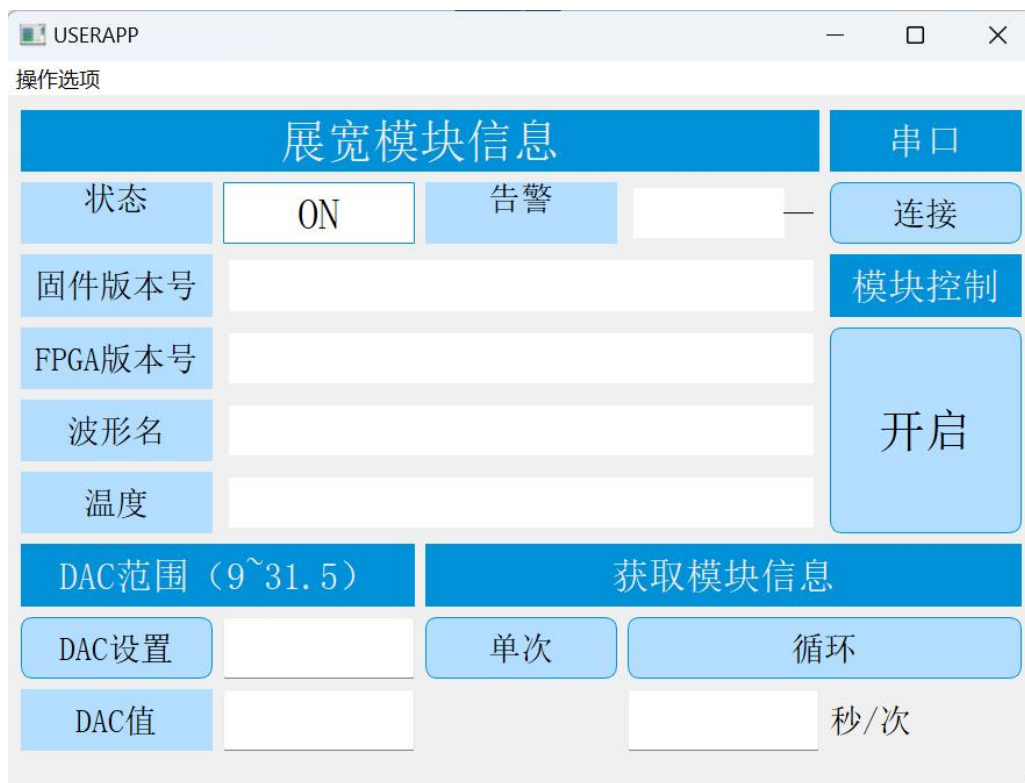 USERAPP
操作选项
展宽模块信息 串口
状态 ON 告警 — 连接
固件版本号 模块控制
FPGA版本号
波形名 开启
温度
DAC范围（9~31.5） 获取模块信息
DAC设置 单次 循环
DAC值 秒/次